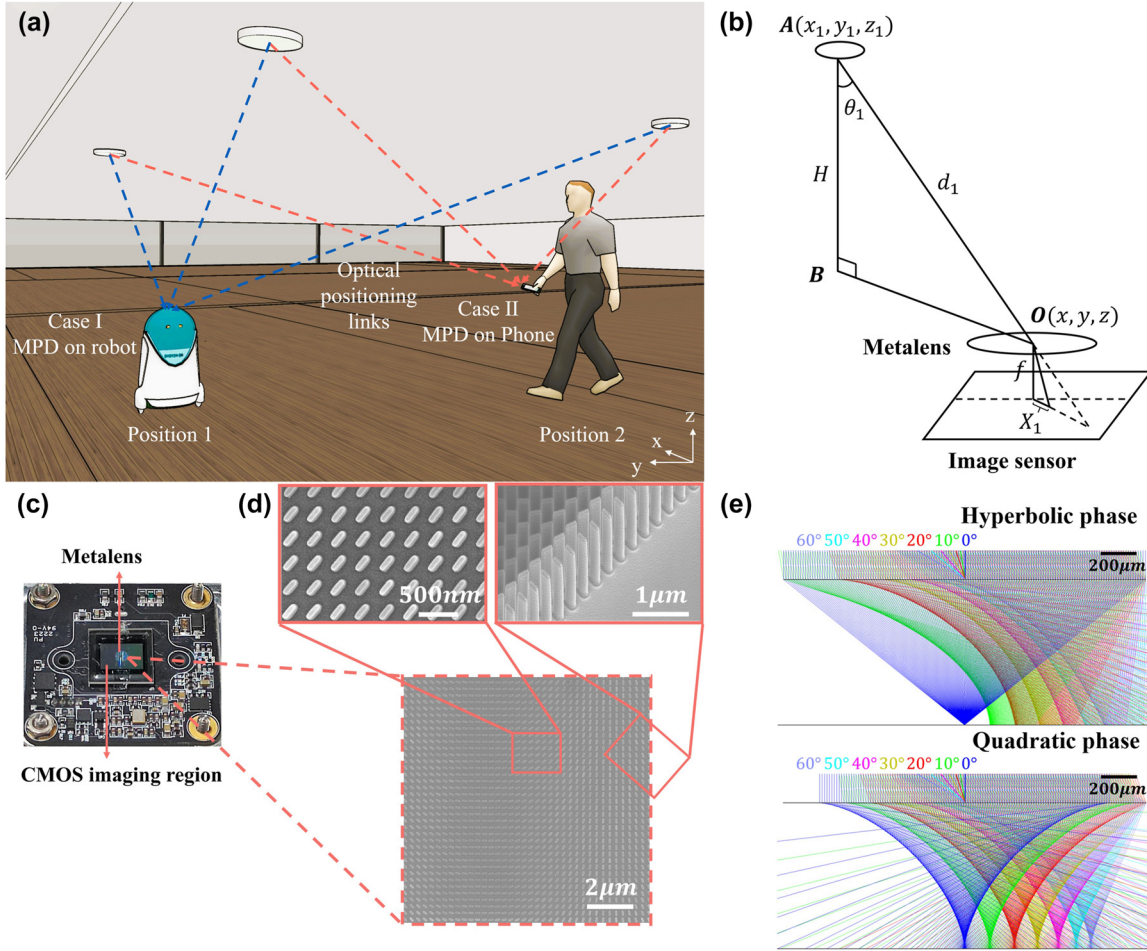 (a)
Optical
positioning
links
Case I
MPD on robot
Case II
MPD on Phone
Position 1
Position 2
z
x
y
(b)
A(x₁, y₁, z₁)
θ₁
H
d₁
B
O(x, y, z)
Metalens
f
X₁′
Image sensor
(c)
Metalens
CMOS imaging region
(d)
500nm
1μm
2μm
(e)
Hyperbolic phase
60° 50° 40° 30° 20° 10° 0°
200μm
Quadratic phase
60° 50° 40° 30° 20° 10° 0°
200μm